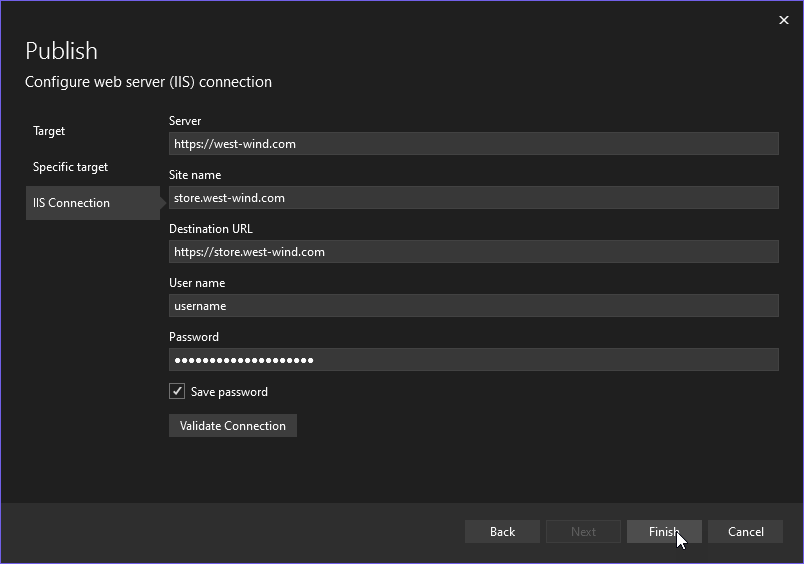 Publish
Configure web server (IIS) connection
Target
Specific target
IIS Connection
Server
https://west-wind.com
Site name
store.west-wind.com
Destination URL
https://store.west-wind.com
User name
username
Password
●●●●●●●●●●●●●●●●●●●●
Save password
Validate Connection
Back
Next
Finish
Cancel